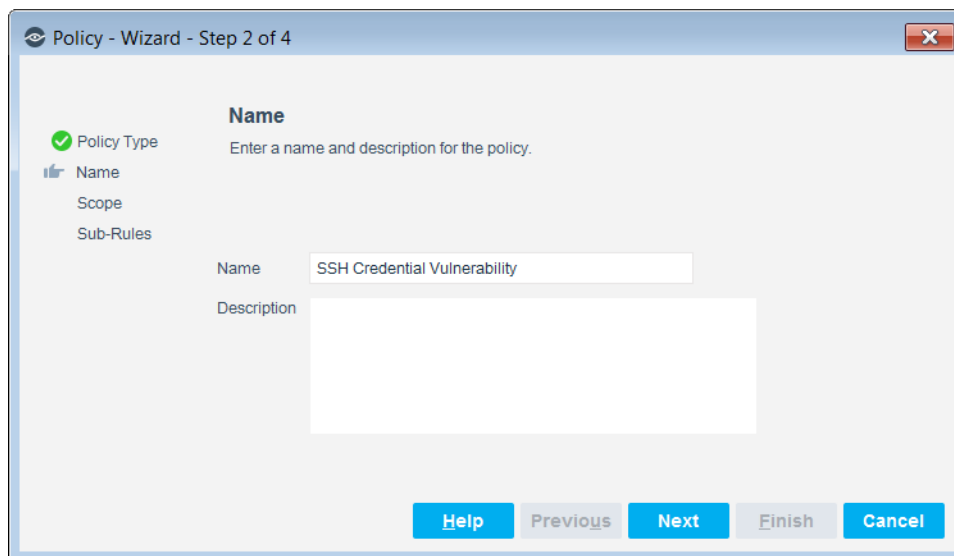 Policy - Wizard - Step 2 of 4
Policy Type
Name
Scope
Sub-Rules
Name
Enter a name and description for the policy.
Name SSH Credential Vulnerability
Description
Help Previous Next Finish Cancel